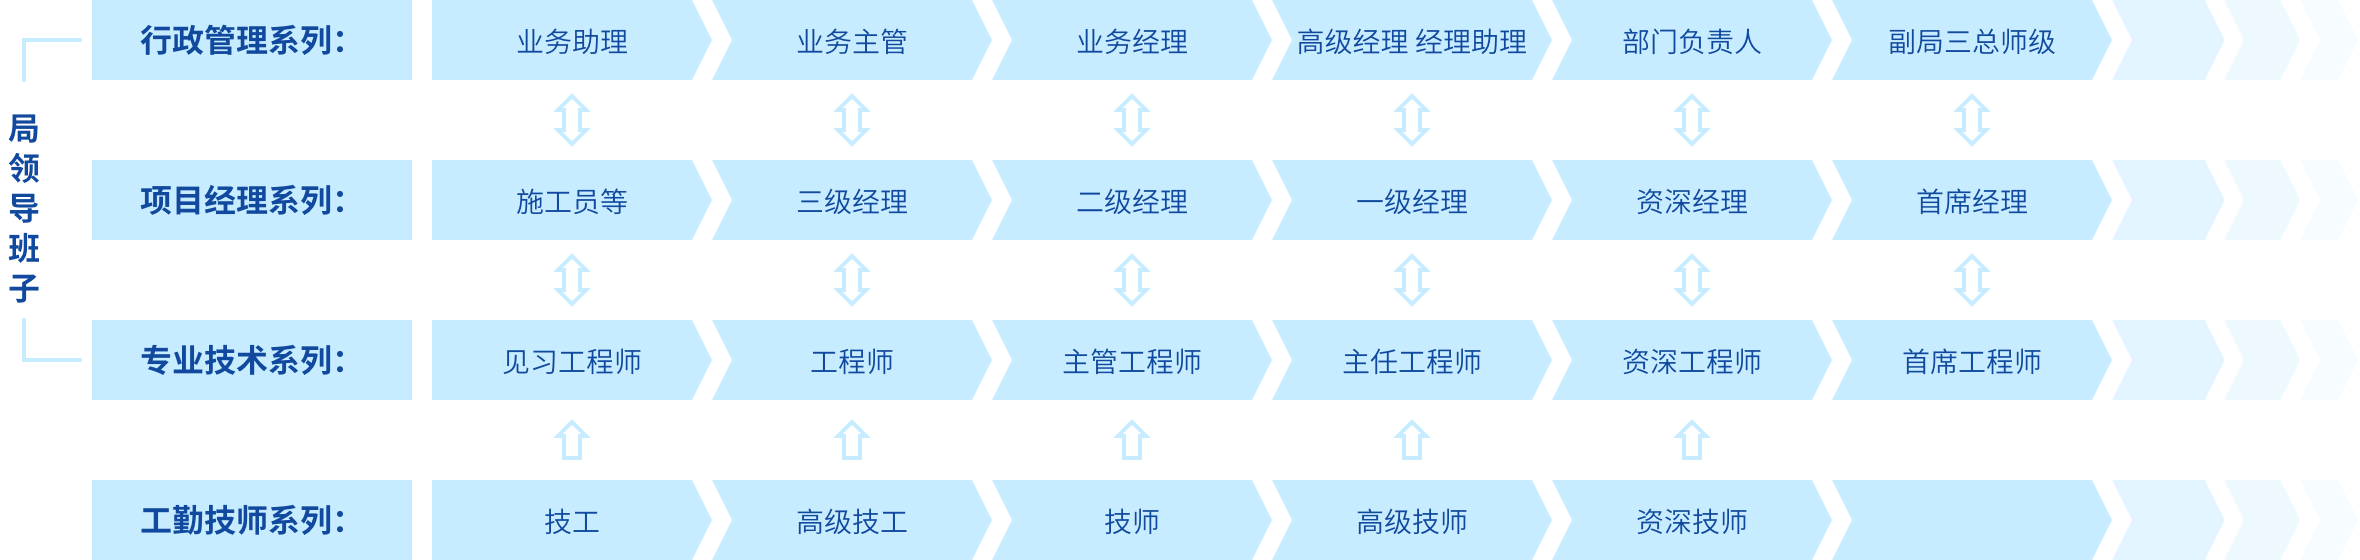 局领导班子
行政管理系列：
业务助理
业务主管
业务经理
高级经理 经理助理
部门负责人
副局三总师级
项目经理系列：
施工员等
三级经理
二级经理
一级经理
资深经理
首席经理
专业技术系列：
见习工程师
工程师
主管工程师
主任工程师
资深工程师
首席工程师
工勤技师系列：
技工
高级技工
技师
高级技师
资深技师